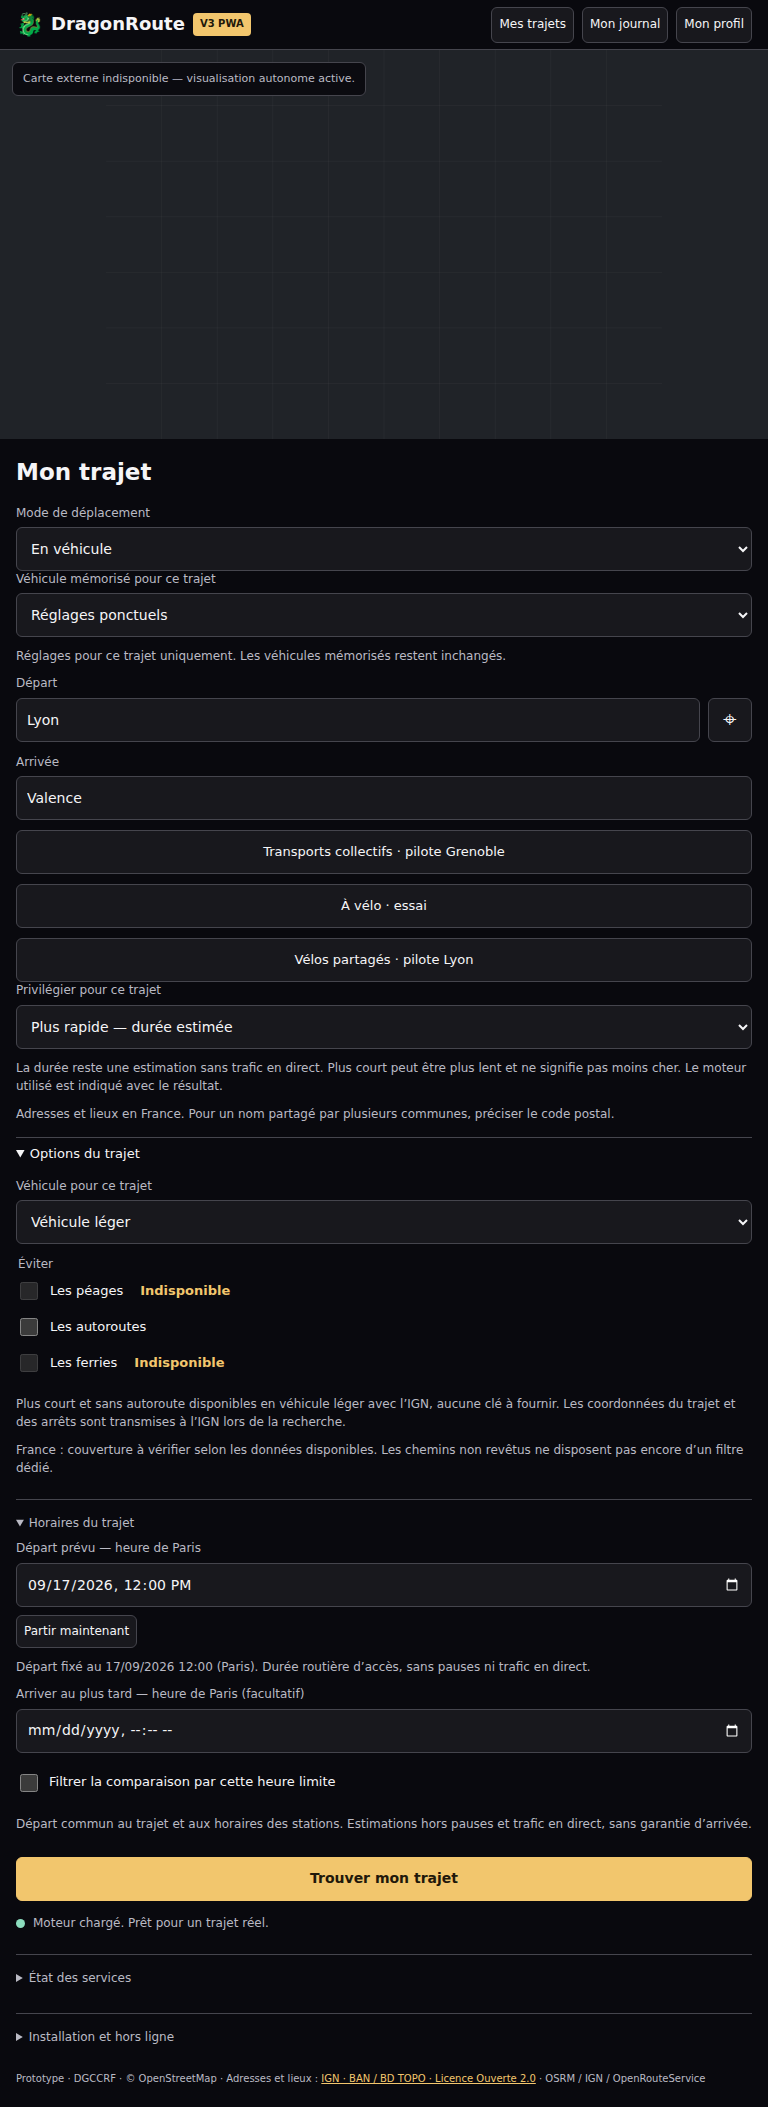 DragonRoute V3 PWA Mes trajets Mon journal Mon profil
Carte externe indisponible — visualisation autonome active.
Mon trajet
Mode de déplacement
En véhicule
Véhicule mémorisé pour ce trajet
Réglages ponctuels
Réglages pour ce trajet uniquement. Les véhicules mémorisés restent inchangés.
Départ
Lyon
Arrivée
Valence
Transports collectifs · pilote Grenoble
À vélo · essai
Vélos partagés · pilote Lyon
Privilégier pour ce trajet
Plus rapide — durée estimée
La durée reste une estimation sans trafic en direct. Plus court peut être plus lent et ne signifie pas moins cher. Le moteur
utilisé est indiqué avec le résultat.
Adresses et lieux en France. Pour un nom partagé par plusieurs communes, préciser le code postal.
▼ Options du trajet
Véhicule pour ce trajet
Véhicule léger
Éviter
Les péages Indisponible
Les autoroutes
Les ferries Indisponible
Plus court et sans autoroute disponibles en véhicule léger avec l’IGN, aucune clé à fournir. Les coordonnées du trajet et
des arrêts sont transmises à l’IGN lors de la recherche.
France : couverture à vérifier selon les données disponibles. Les chemins non revêtus ne disposent pas encore d’un filtre
dédié.
▼ Horaires du trajet
Départ prévu — heure de Paris
09/17/2026, 12:00 PM
Partir maintenant
Départ fixé au 17/09/2026 12:00 (Paris). Durée routière d’accès, sans pauses ni trafic en direct.
Arriver au plus tard — heure de Paris (facultatif)
mm/dd/yyyy, --:-- --
Filtrer la comparaison par cette heure limite
Départ commun au trajet et aux horaires des stations. Estimations hors pauses et trafic en direct, sans garantie d’arrivée.
Trouver mon trajet
Moteur chargé. Prêt pour un trajet réel.
▶ État des services
▶ Installation et hors ligne
Prototype · DGCCRF · © OpenStreetMap · Adresses et lieux : IGN · BAN / BD TOPO · Licence Ouverte 2.0 · OSRM / IGN / OpenRouteService